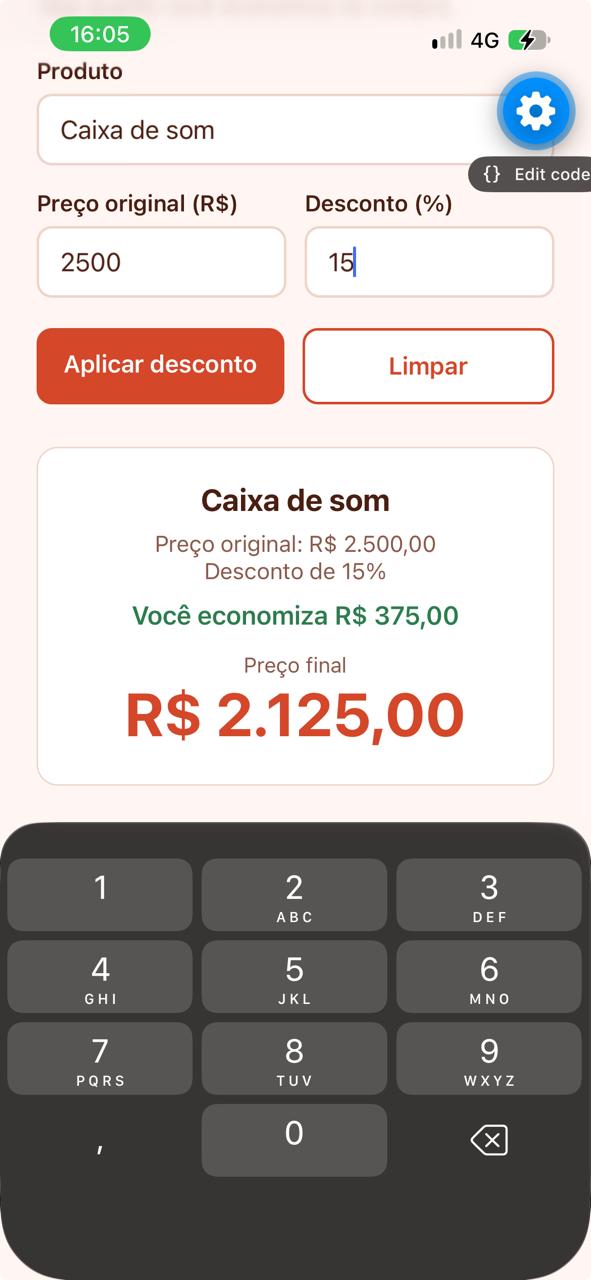 16:05
4G
Produto
Caixa de som
{} Edit code
Preço original (R$)
Desconto (%)
2500
15
Aplicar desconto
Limpar
Caixa de som
Preço original: R$ 2.500,00
Desconto de 15%
Você economiza R$ 375,00
Preço final
R$ 2.125,00
1
2
ABC
3
DEF
4
GHI
5
JKL
6
MNO
7
PQRS
8
TUV
9
WXYZ
,
0